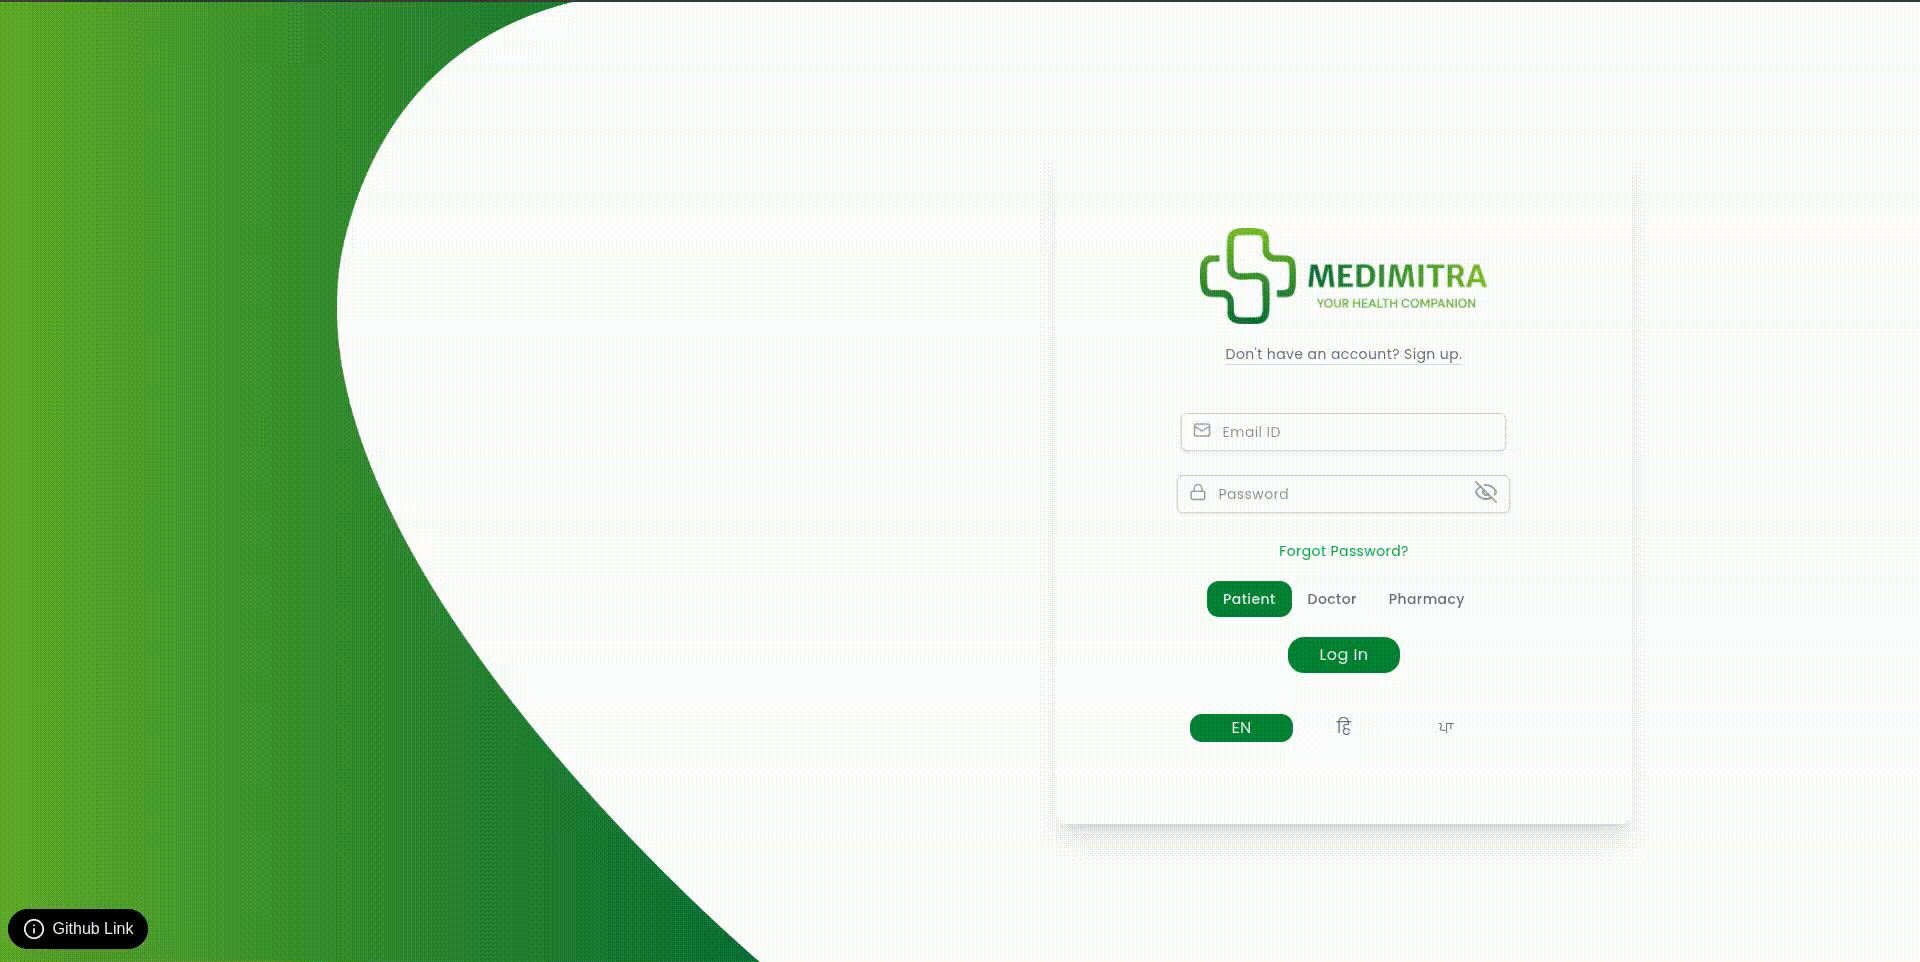 MEDIMITRA
YOUR HEALTH COMPANION
Don't have an account? Sign up.
Email ID
Password
Forgot Password?
Patient Doctor Pharmacy
Log In
EN हि ਪਾ
Github Link